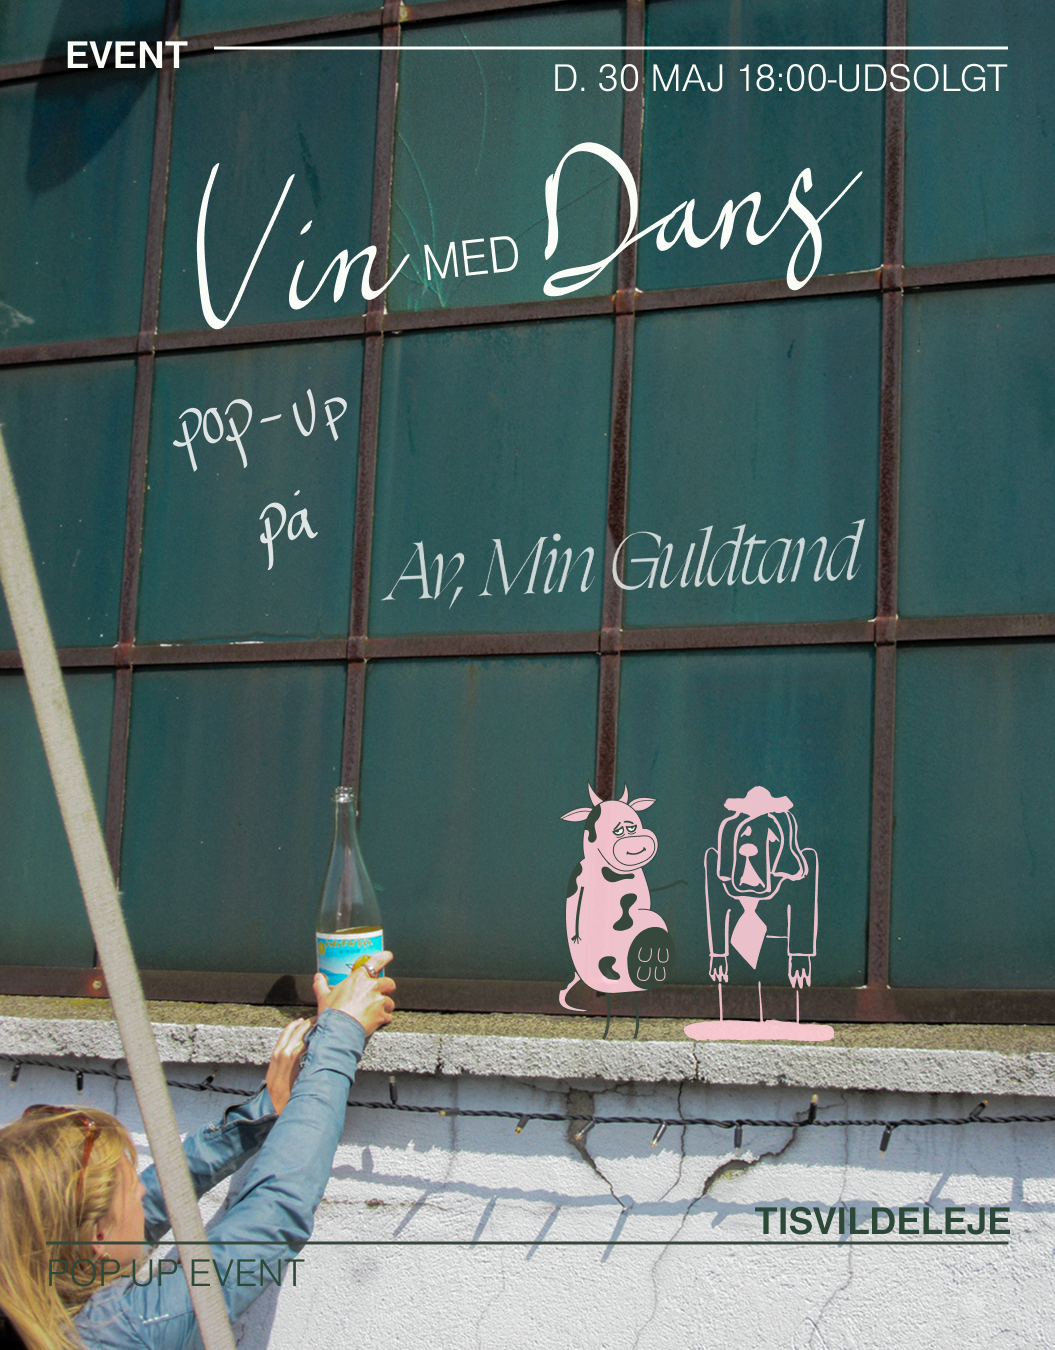 EVENT
D. 30 MAJ 18:00-UDSOLGT
Vin MED Dans
POP-UP
på
Av, Min Guldtand
TISVILDELEJE
POP-UP EVENT